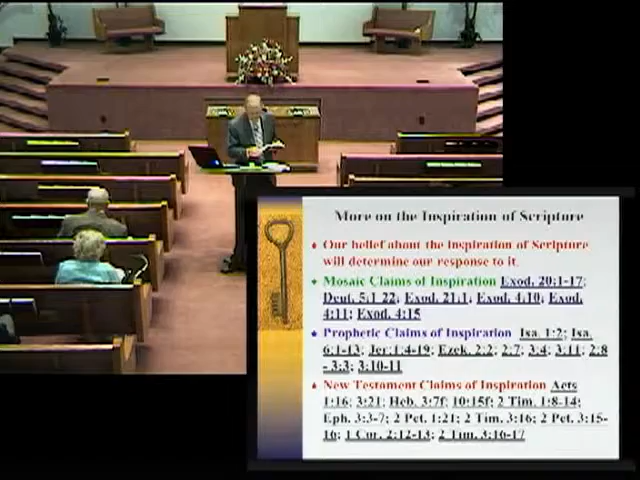 More on the Inspiration of Scripture
Our belief about the inspiration of Scripture
will determine our response to it.
Mosaic Claims of Inspiration Exod. 20:1-17;
Deut. 5:1-22; Exod. 21:1; Exod. 4:10; Exod.
4:11; Exod. 4:15
Prophetic Claims of Inspiration Isa. 1:2; Isa.
6:1-13; Jer. 1:4-19; Ezek. 2:2; 2:7; 3:4; 3:11; 2:8
- 3:3; 3:10-11
New Testament Claims of Inspiration Acts
1:16; 3:21; Heb. 3:7f; 10:15f; 2 Tim. 1:8-14;
Eph. 3:3-7; 2 Pet. 1:21; 2 Tim. 3:16; 2 Pet. 3:15-
16; 1 Cor. 2:12-13; 2 Tim. 3:16-17